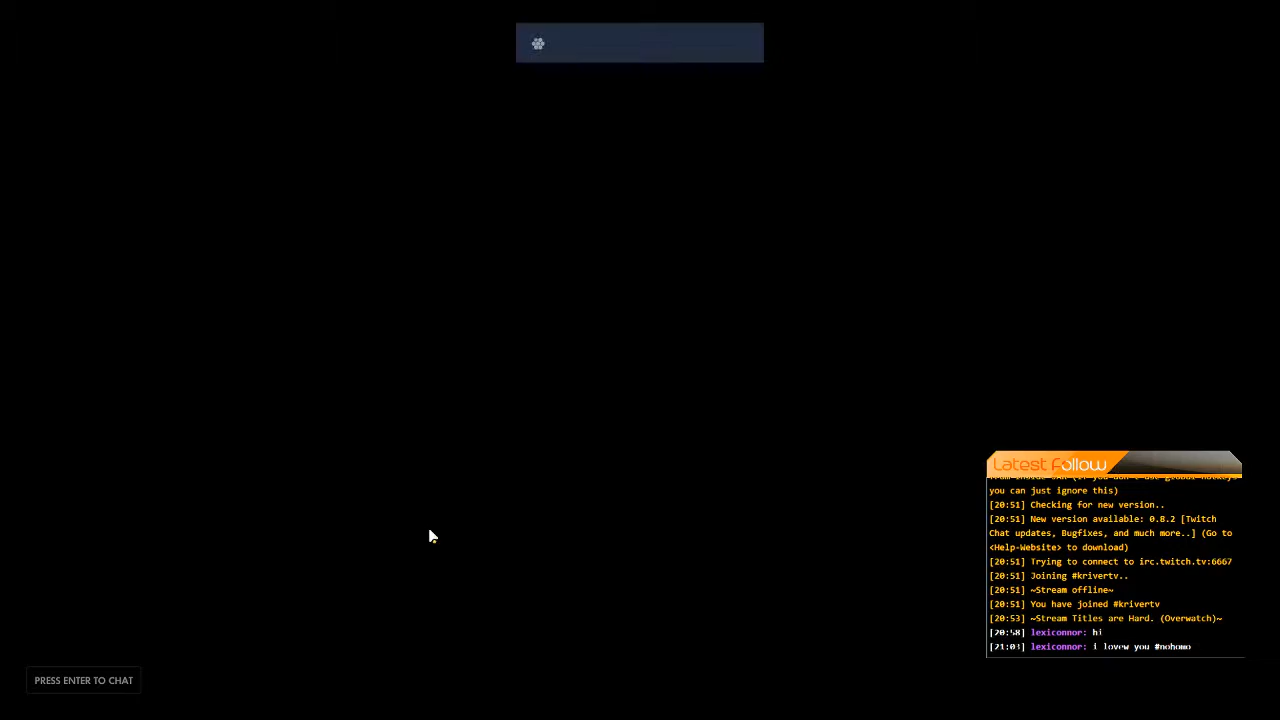 Latest Follow
you can just ignore this)
[20:51] Checking for new version..
[20:51] New version available: 0.8.2 [Twitch
Chat updates, Bugfixes, and much more..] (Go to
<Help-Website> to download)
[20:51] Trying to connect to irc.twitch.tv:6667
[20:51] Joining #krivertv..
[20:51] ~Stream offline~
[20:51] You have joined #krivertv
[20:53] ~Stream Titles are Hard. (Overwatch)~
[20:58] lexiconnor: hi
[21:03] lexiconnor: i lovew you #nohomo
PRESS ENTER TO CHAT